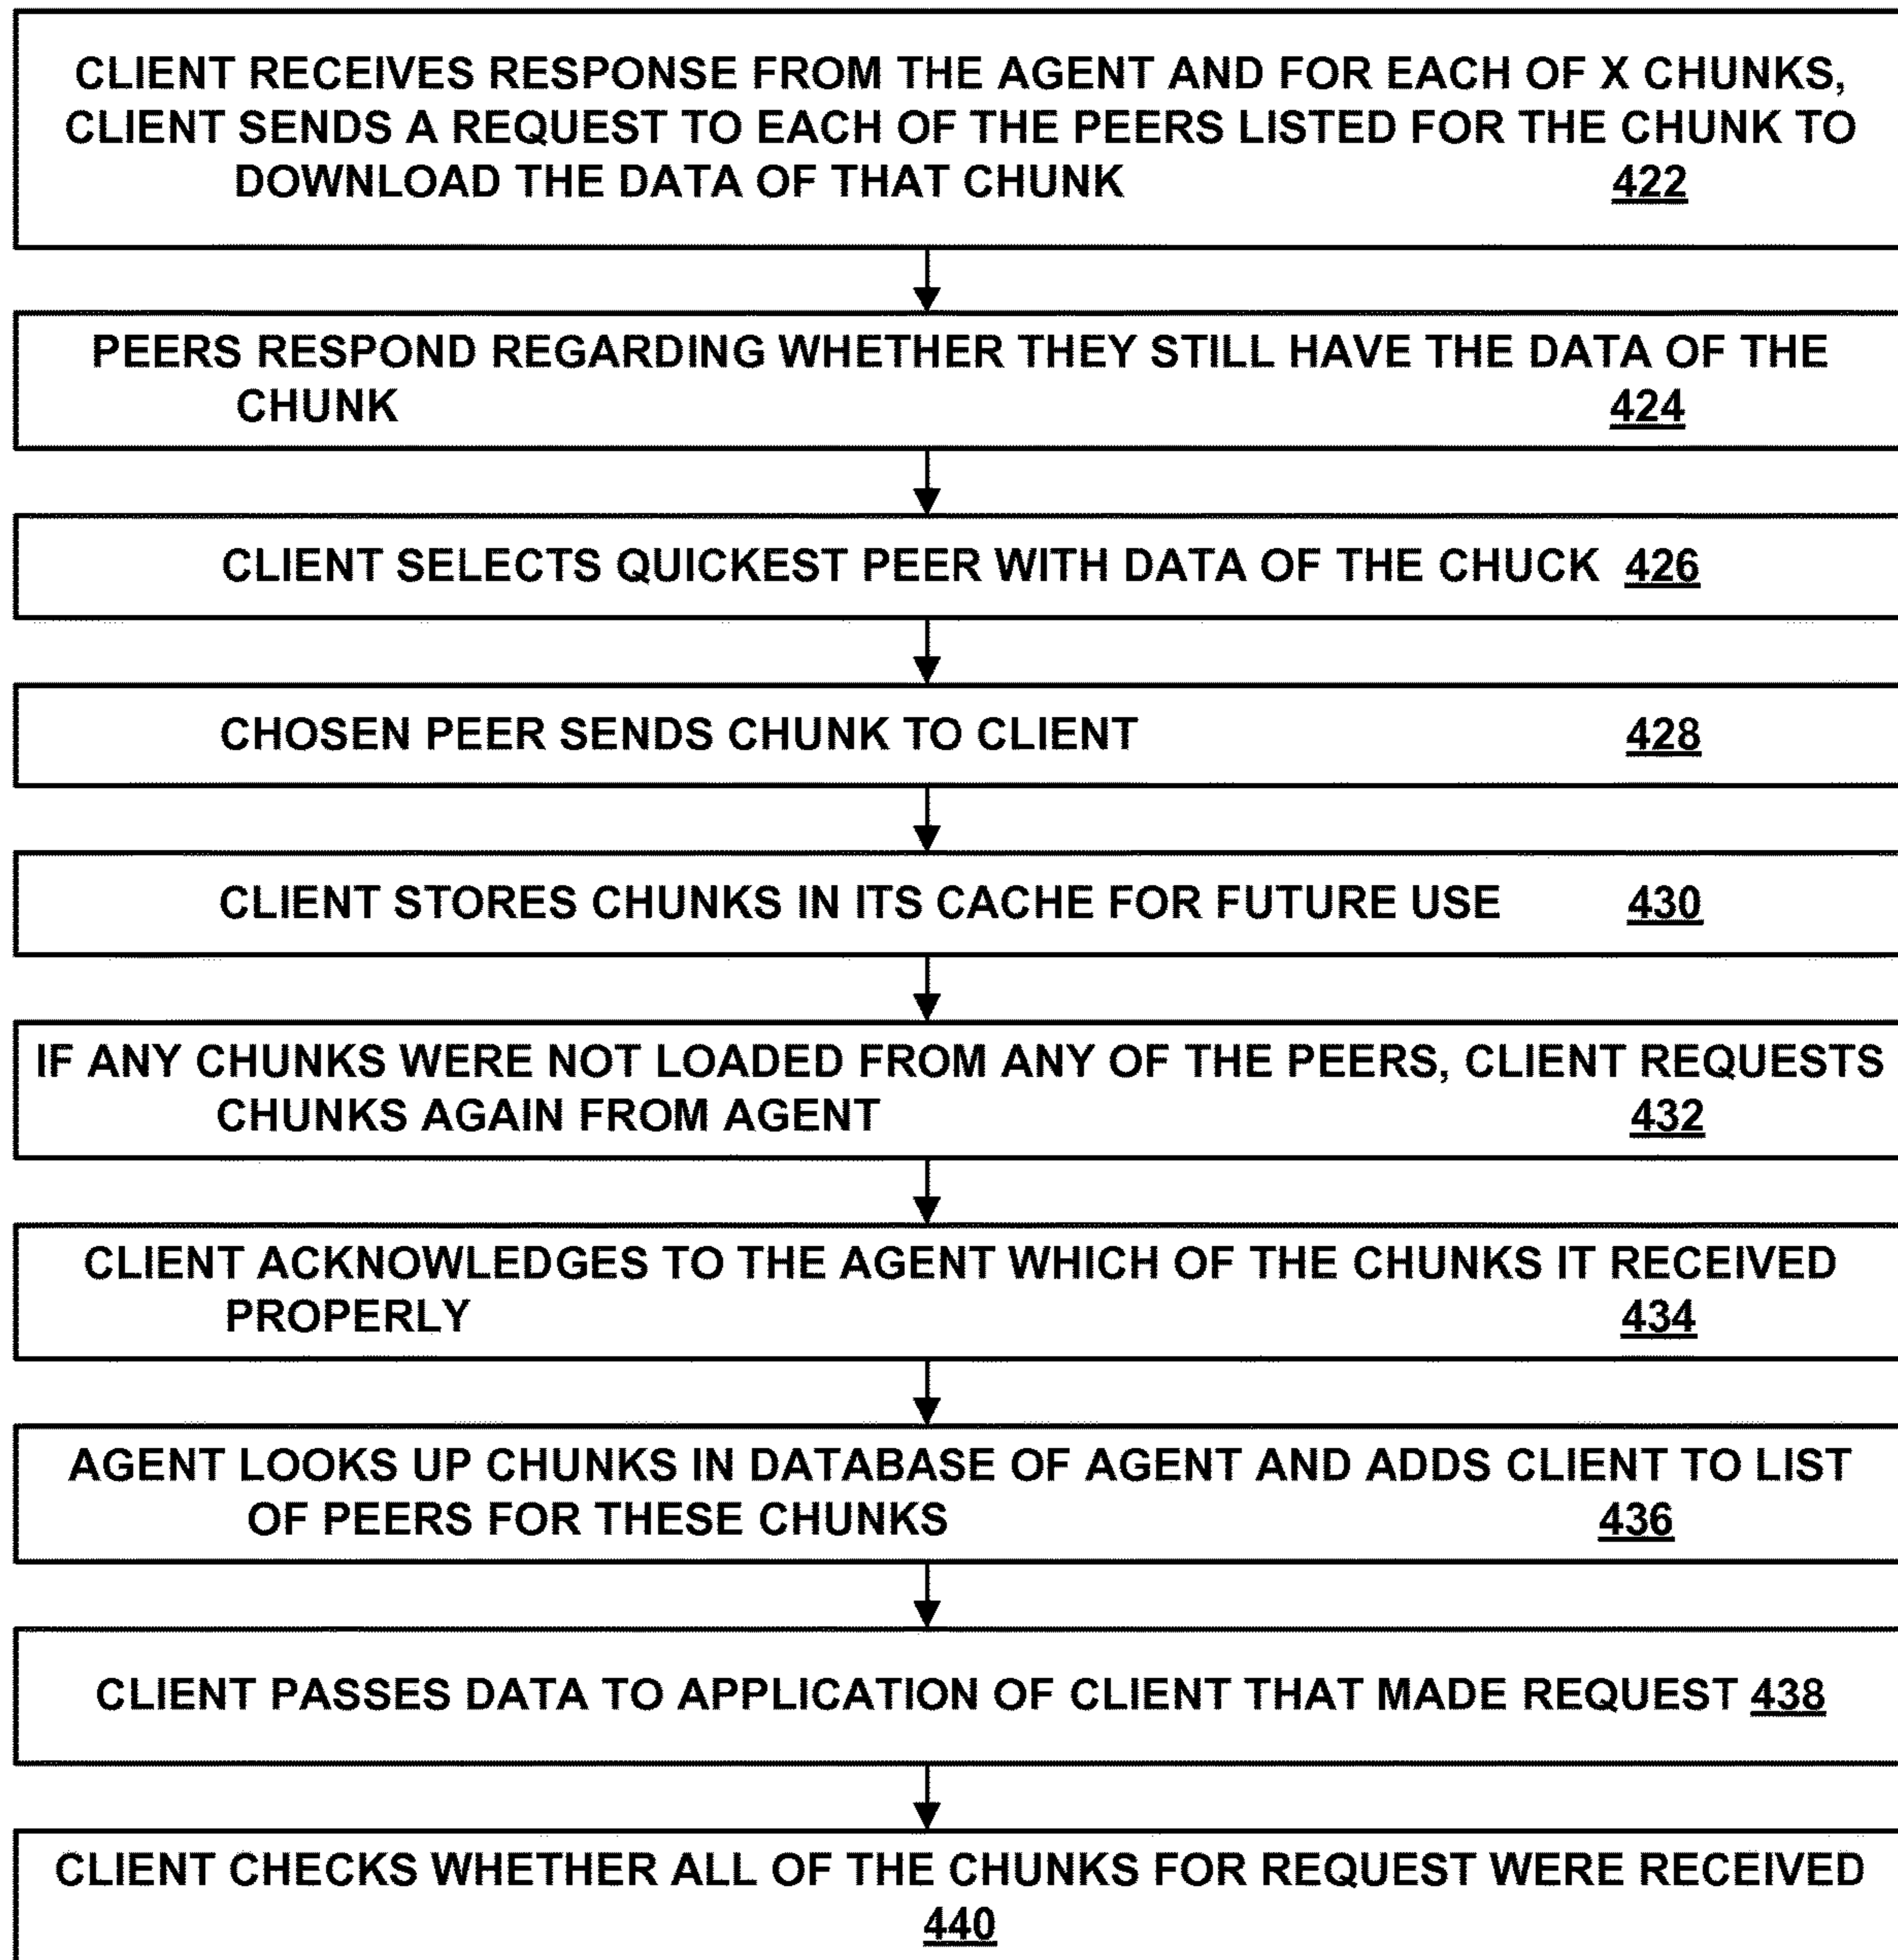 CLIENT RECEIVES RESPONSE FROM THE AGENT AND FOR EACH OF X CHUNKS,
CLIENT SENDS A REQUEST TO EACH OF THE PEERS LISTED FOR THE CHUNK TO
DOWNLOAD THE DATA OF THAT CHUNK 422
PEERS RESPOND REGARDING WHETHER THEY STILL HAVE THE DATA OF THE
CHUNK 424
CLIENT SELECTS QUICKEST PEER WITH DATA OF THE CHUCK 426
CHOSEN PEER SENDS CHUNK TO CLIENT 428
CLIENT STORES CHUNKS IN ITS CACHE FOR FUTURE USE 430
IF ANY CHUNKS WERE NOT LOADED FROM ANY OF THE PEERS, CLIENT REQUESTS
CHUNKS AGAIN FROM AGENT 432
CLIENT ACKNOWLEDGES TO THE AGENT WHICH OF THE CHUNKS IT RECEIVED
PROPERLY 434
AGENT LOOKS UP CHUNKS IN DATABASE OF AGENT AND ADDS CLIENT TO LIST
OF PEERS FOR THESE CHUNKS 436
CLIENT PASSES DATA TO APPLICATION OF CLIENT THAT MADE REQUEST 438
CLIENT CHECKS WHETHER ALL OF THE CHUNKS FOR REQUEST WERE RECEIVED
440